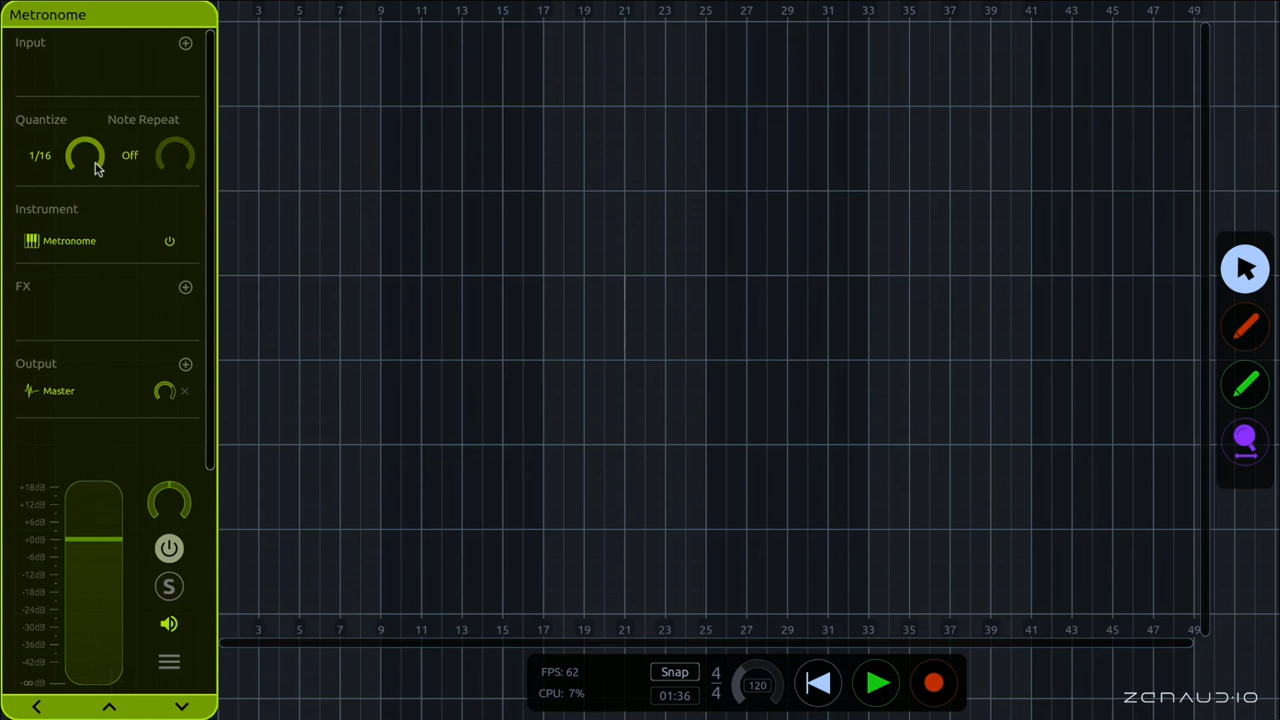 Metronome
3 5 7 9 11 13 15 17 19 21 23 25 27 29 31 33 35 37 39 41 43 45 47 49
Input
Quantize Note Repeat
1/16 Off
Instrument
Metronome
FX
Output
Master
+18dB
+12dB
+6dB
+0dB
-6dB
-12dB
-18dB
-24dB
-30dB
-36dB
-42dB
-∞dB
S
3 5 7 9 11 13 15 17 19 21 23 25 27 29 31 33 35 37 39 41 43 45 47 49
FPS: 62
CPU: 7%
Snap
01:36
4
4
120
ZENAUDIO